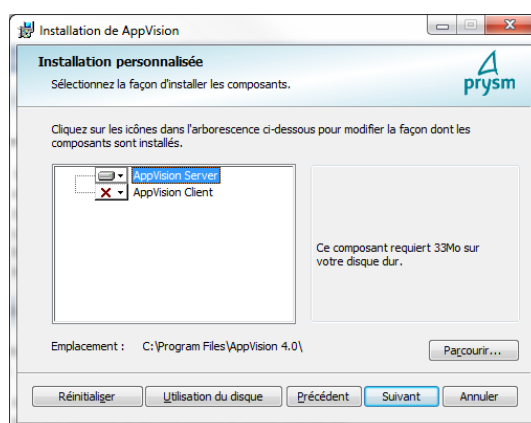 Installation de AppVision
Installation personnalisée
Sélectionnez la façon d'installer les composants.
prysm
Cliquez sur les icônes dans l'arborescence ci-dessous pour modifier la façon dont les
composants sont installés.
AppVision Server
AppVision Client
Ce composant requiert 33Mo sur
votre disque dur.
Emplacement : C:\Program Files\AppVision 4.0\
Parcourir...
Réinitialiser Utilisation du disque Précédent Suivant Annuler